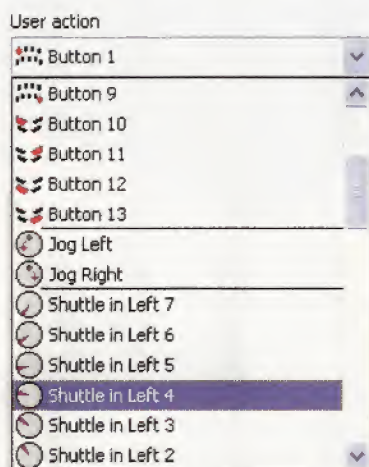 User action
Button 1
Button 9
Button 10
Button 11
Button 12
Button 13
Jog Left
Jog Right
Shuttle in Left 7
Shuttle in Left 6
Shuttle in Left 5
Shuttle in Left 4
Shuttle in Left 3
Shuttle in Left 2